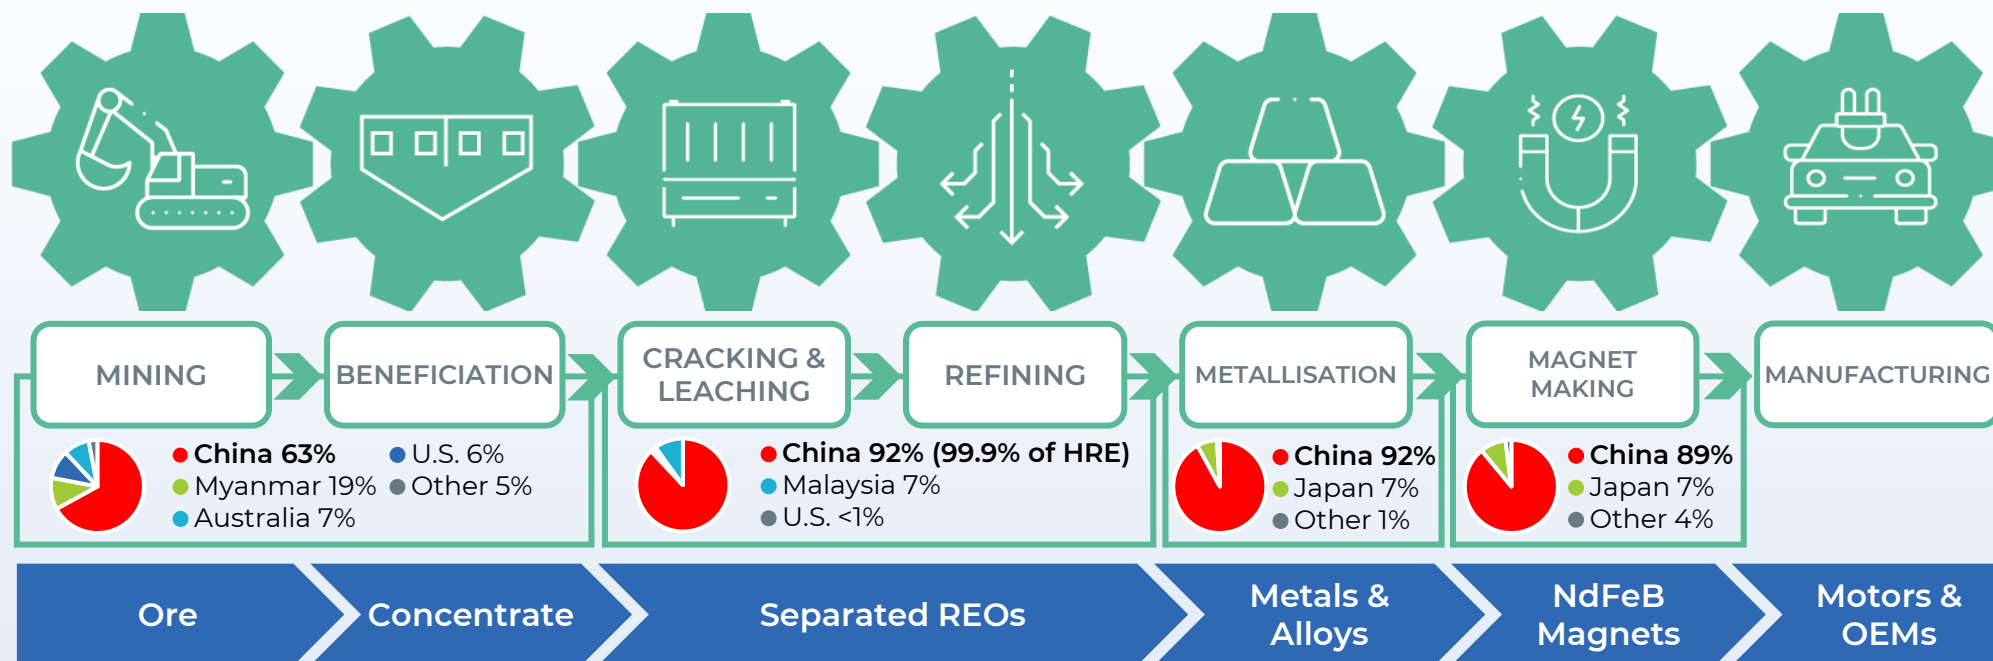 MINING
BENEFICIATION
CRACKING &
LEACHING
REFINING
METALLISATION
MAGNET
MAKING
MANUFACTURING
China 63%
Myanmar 19%
Australia 7%
U.S. 6%
Other 5%
China 92% (99.9% of HRE)
Malaysia 7%
U.S. <1%
China 92%
Japan 7%
Other 1%
China 89%
Japan 7%
Other 4%
Ore
Concentrate
Separated REOs
Metals &
Alloys
NdFeB
Magnets
Motors &
OEMs